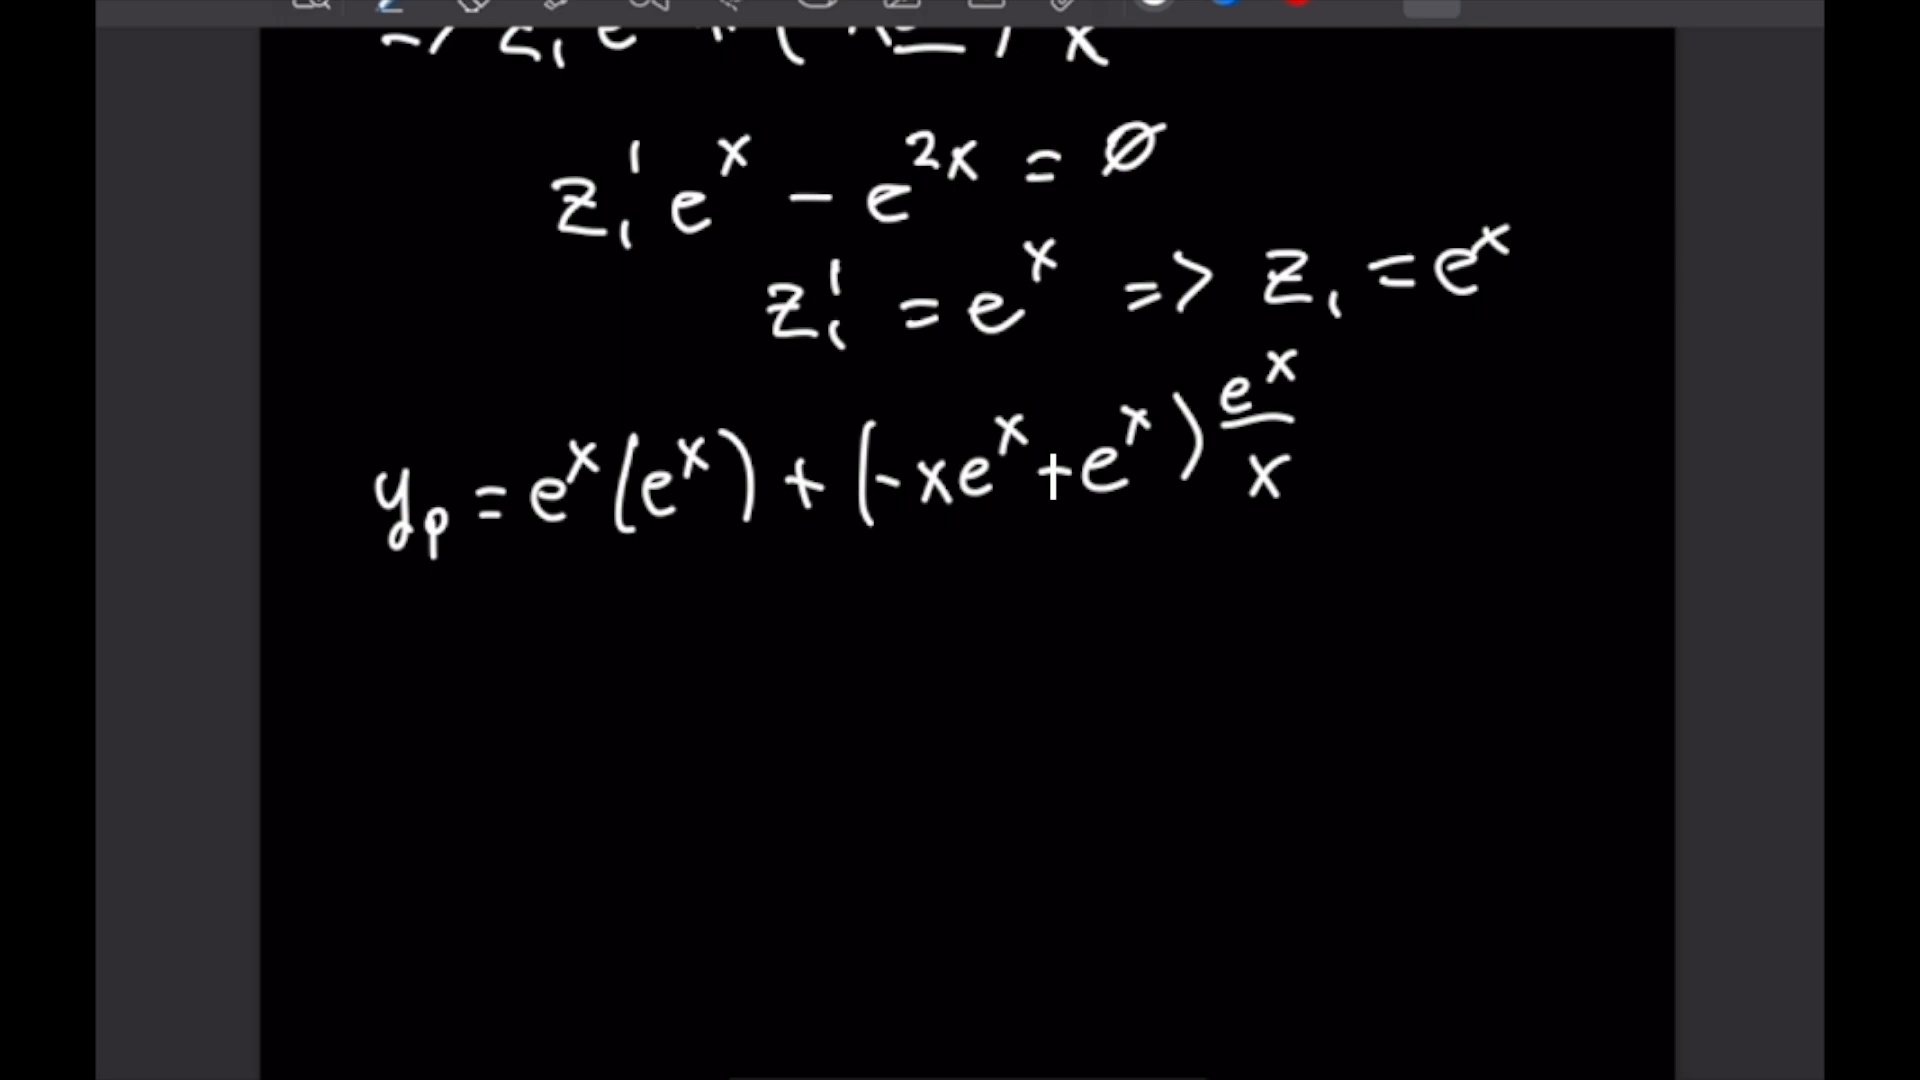 z₁' eˣ - e²ˣ = ∅
z₁' = eˣ => z₁ = eˣ
yₚ = eˣ(eˣ) + (-xeˣ + eˣ) eˣ/x